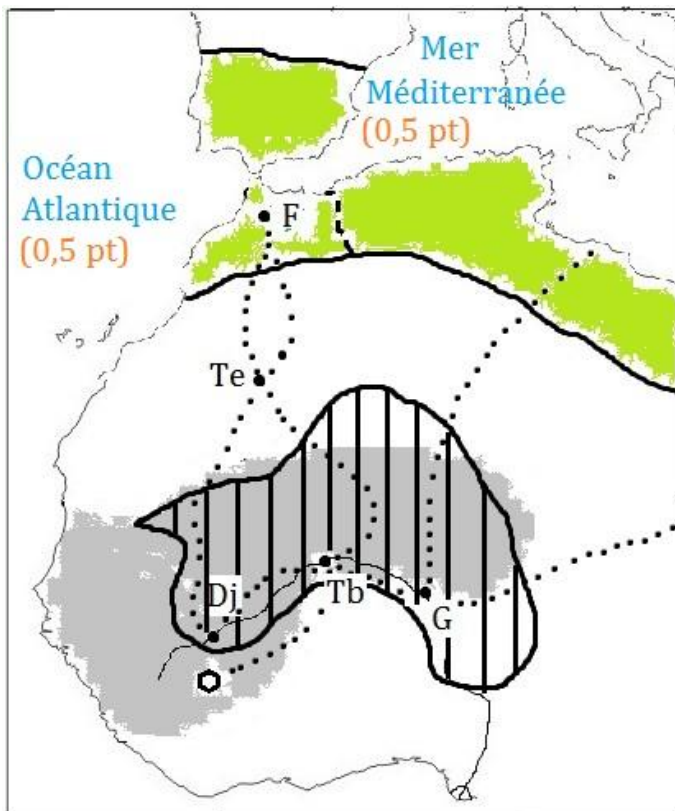 Mer
Méditerranée
(0,5 pt)
Océan
Atlantique
(0,5 pt)
F
Te
Dj
Tb
G